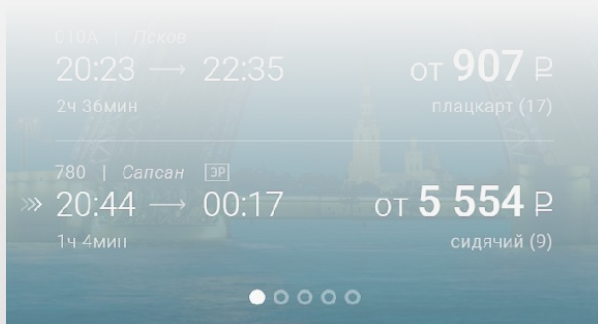 010А | Псков
20:23 → 22:35 от 907 ₽
2ч 36мин плацкарт (17)
780 | Сапсан ЭР
20:44 → 00:17 от 5 554 ₽
1ч 4мин сидячий (9)